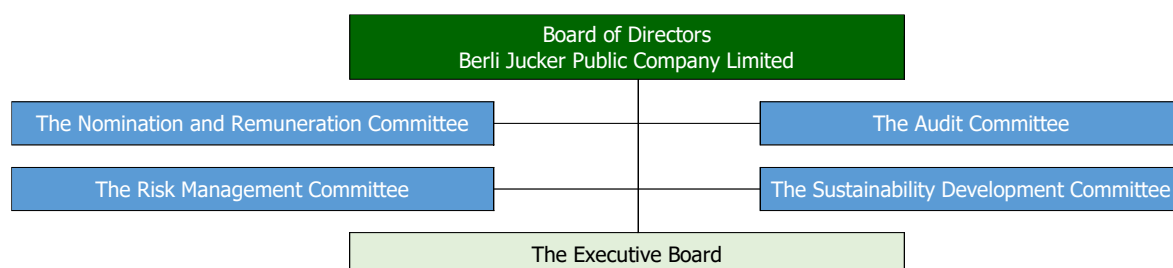 Board of Directors
Berli Jucker Public Company Limited
The Nomination and Remuneration Committee
The Audit Committee
The Risk Management Committee
The Sustainability Development Committee
The Executive Board